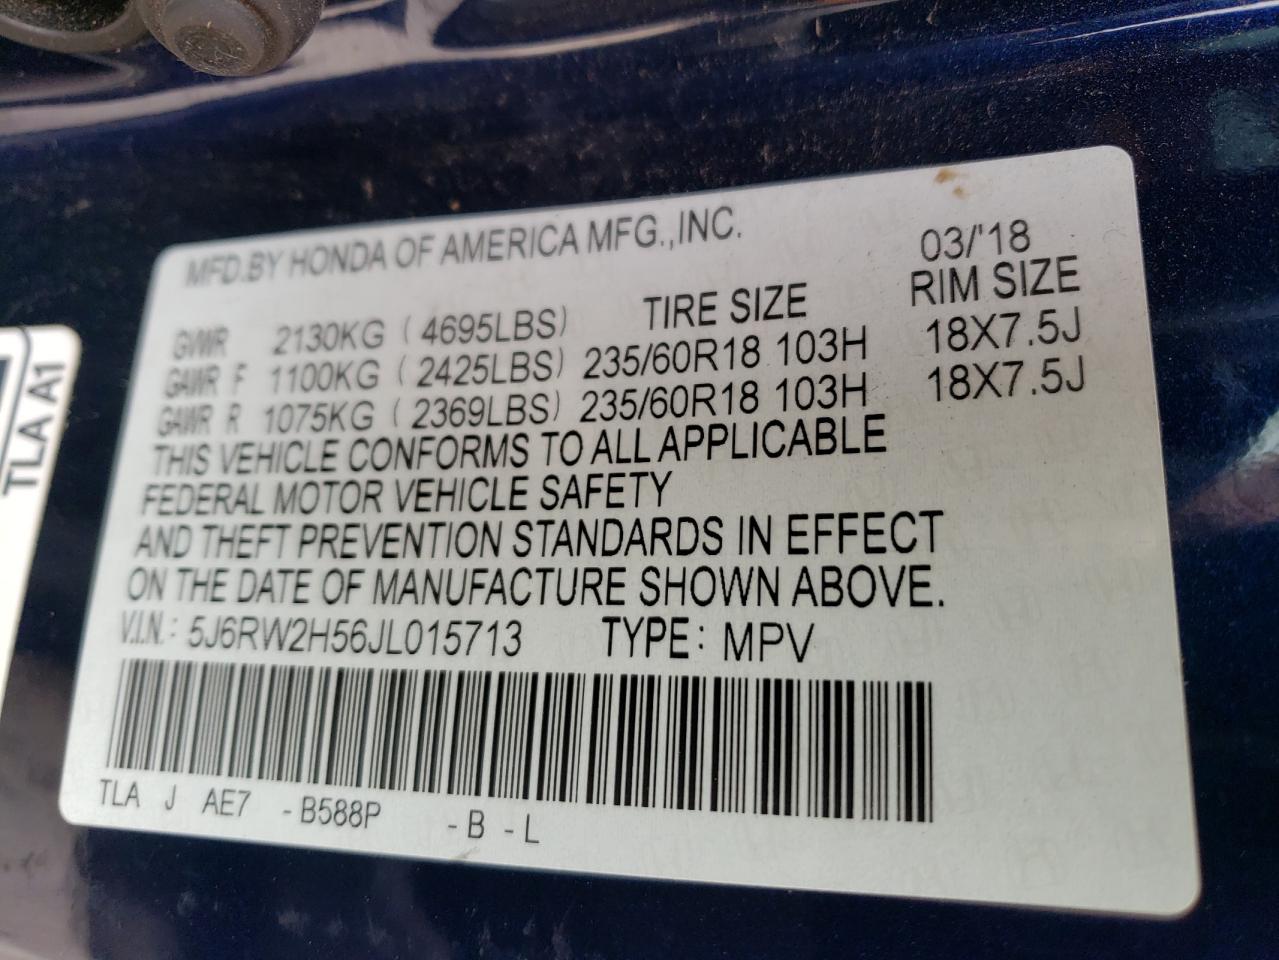 MFD.BY HONDA OF AMERICA MFG.,INC. 03/'18
TIRE SIZE RIM SIZE
GVWR 2130KG ( 4695LBS)
GAWR F 1100KG ( 2425LBS) 235/60R18 103H 18X7.5J
GAWR R 1075KG ( 2369LBS) 235/60R18 103H 18X7.5J
THIS VEHICLE CONFORMS TO ALL APPLICABLE
FEDERAL MOTOR VEHICLE SAFETY
AND THEFT PREVENTION STANDARDS IN EFFECT
ON THE DATE OF MANUFACTURE SHOWN ABOVE.
V.I.N.: 5J6RW2H56JL015713 TYPE: MPV
TLA J AE7 -B588P -B -L
TLA A1